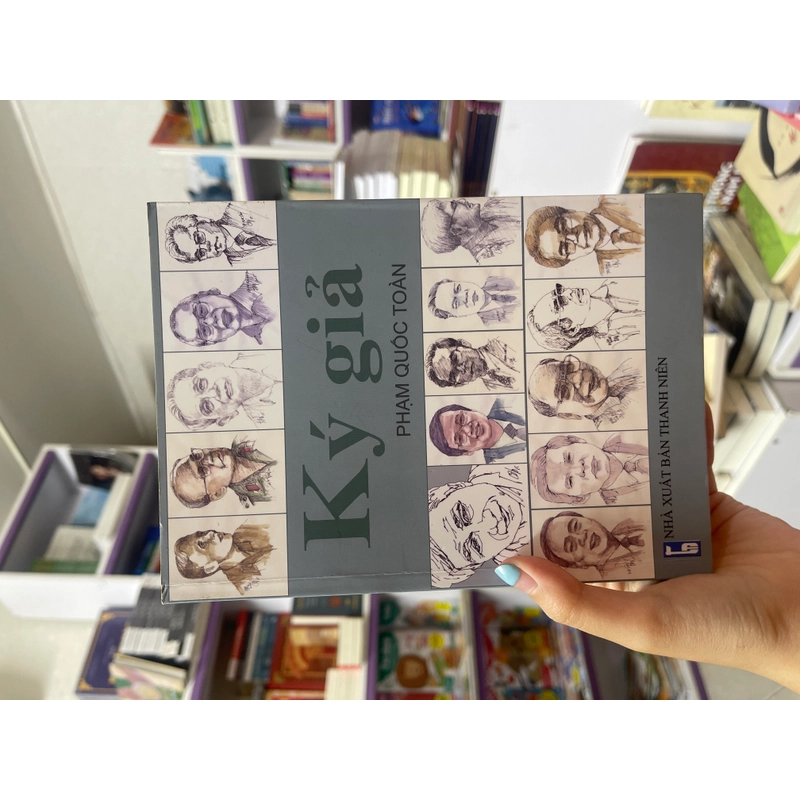 Ký giả
PHẠM QUỐC TOÀN
NHÀ XUẤT BẢN THANH NIÊN